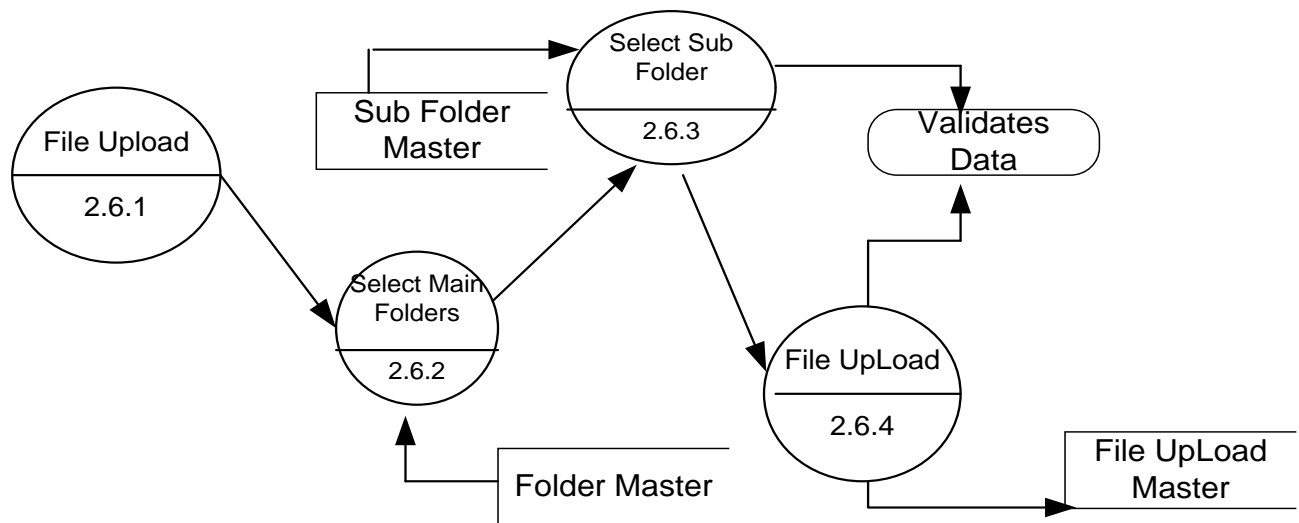 Select Sub
Folder
2.6.3
Sub Folder
Master
Validates
Data
File Upload
2.6.1
Select Main
Folders
2.6.2
File UpLoad
2.6.4
Folder Master
File UpLoad
Master